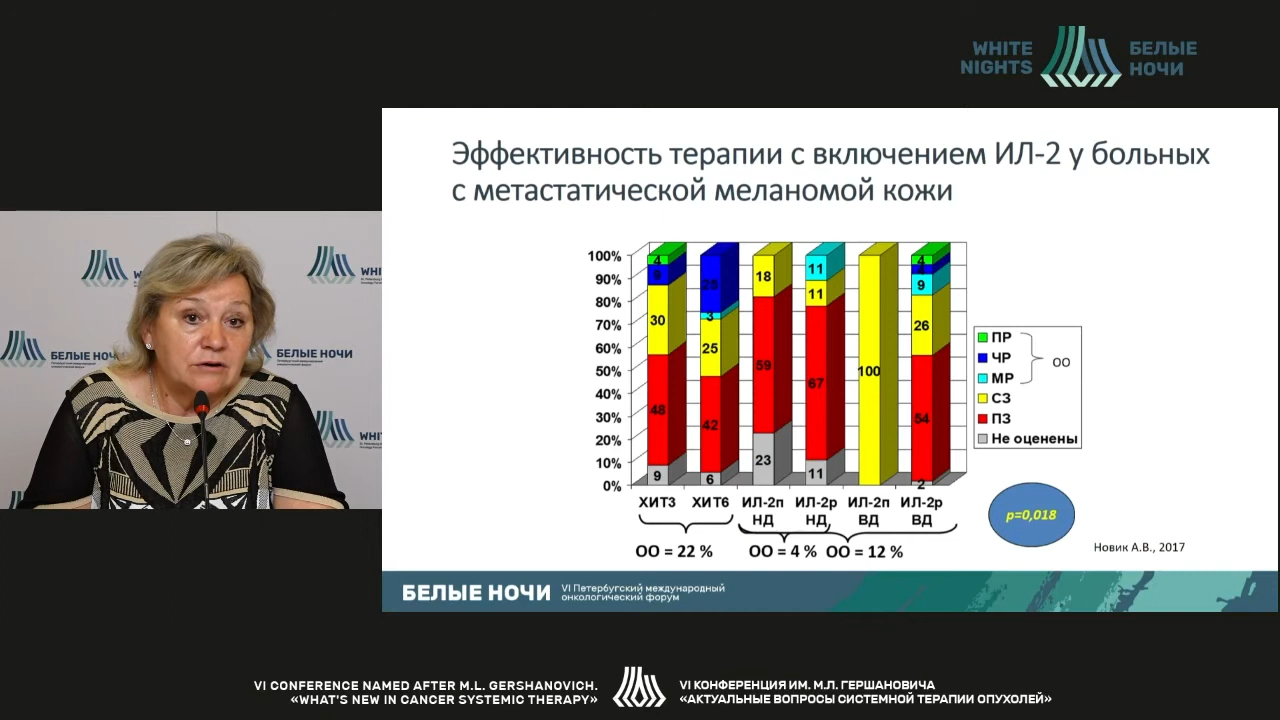 WHITE
NIGHTS
БЕЛЫЕ
НОЧИ
Эффективность терапии с включением ИЛ-2 у больных
с метастатической меланомой кожи
100%
90%
80%
70%
60%
50%
40%
30%
20%
10%
0%
4
9
30
48
9
25
3
25
42
6
18
59
23
11
11
67
11
100
4
9
26
54
2
ХИТ3
ХИТ6
ИЛ-2п
НД
ИЛ-2р
НД
ИЛ-2п
ВД
ИЛ-2р
ВД
ОО = 22 %
ОО = 4 %
ОО = 12 %
ПР
ЧР
МР
СЗ
ПЗ
Не оценены
ОО
p=0,018
Новик А.В., 2017
БЕЛЫЕ НОЧИ
VI Петербугский международный
онкологический форум
WHITE
БЕЛЫЕ НОЧИ
БЕЛЫЕ НОЧИ
VI CONFERENCE NAMED AFTER M.L. GERSHANOVICH.
«WHAT'S NEW IN CANCER SYSTEMIC THERAPY»
VI КОНФЕРЕНЦИЯ ИМ. М.Л. ГЕРШАНОВИЧА
«АКТУАЛЬНЫЕ ВОПРОСЫ СИСТЕМНОЙ ТЕРАПИИ ОПУХОЛЕЙ»